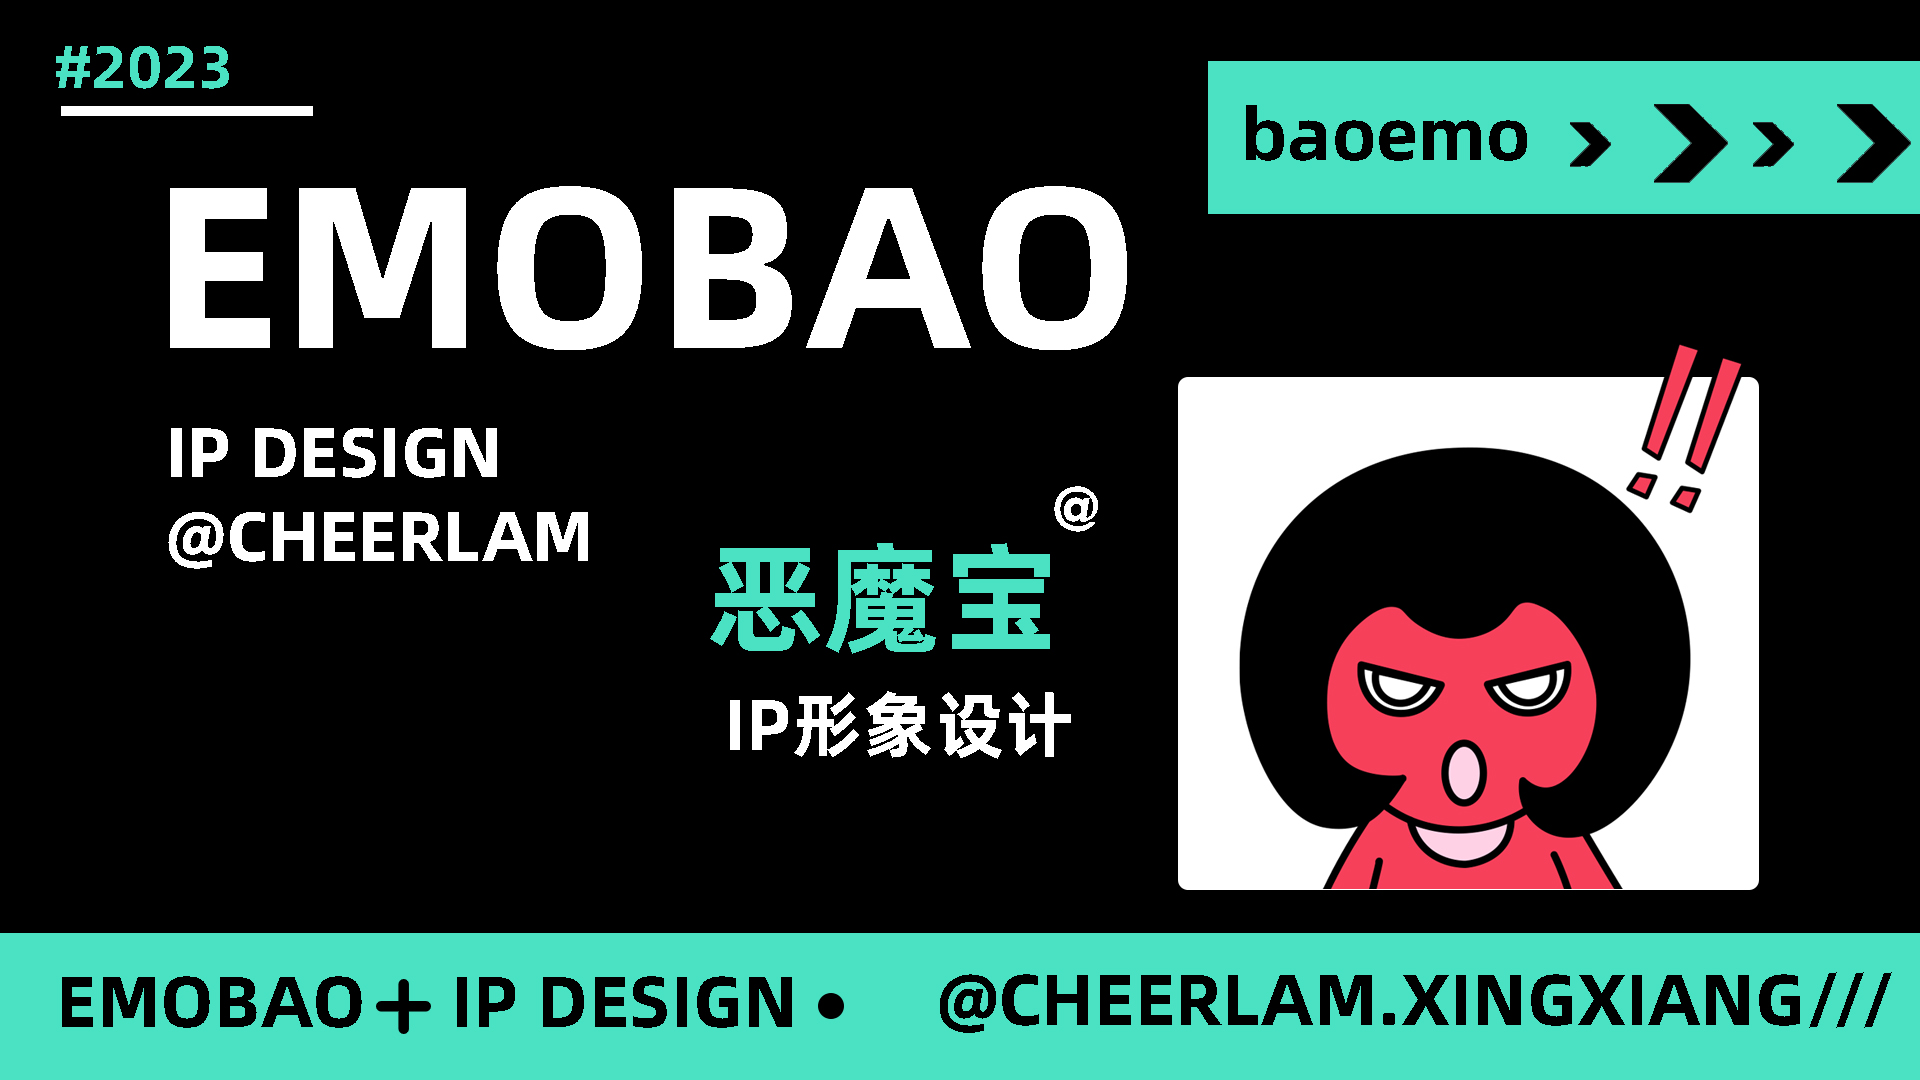 #2023
baoemo
EMOBAO
IP DESIGN
@CHEERLAM
@
恶魔宝
IP形象设计
!!
EMOBAO+ IP DESIGN •
@CHEERLAM.XINGXIANG///